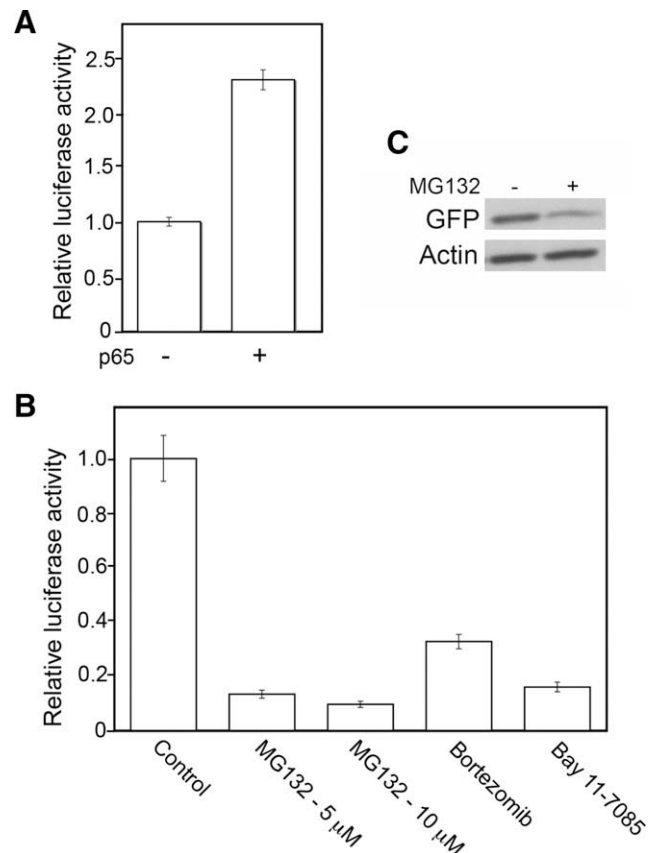 A
Relative luciferase activity
2.5
2.0
1.5
1.0
0.5
0
p65 - +
C
MG132 - +
GFP
Actin
B
Relative luciferase activity
1.0
0.8
0.6
0.4
0.2
0
Control
MG132 - 5 μM
MG132 - 10 μM
Bortezomib
Bay 11-7085